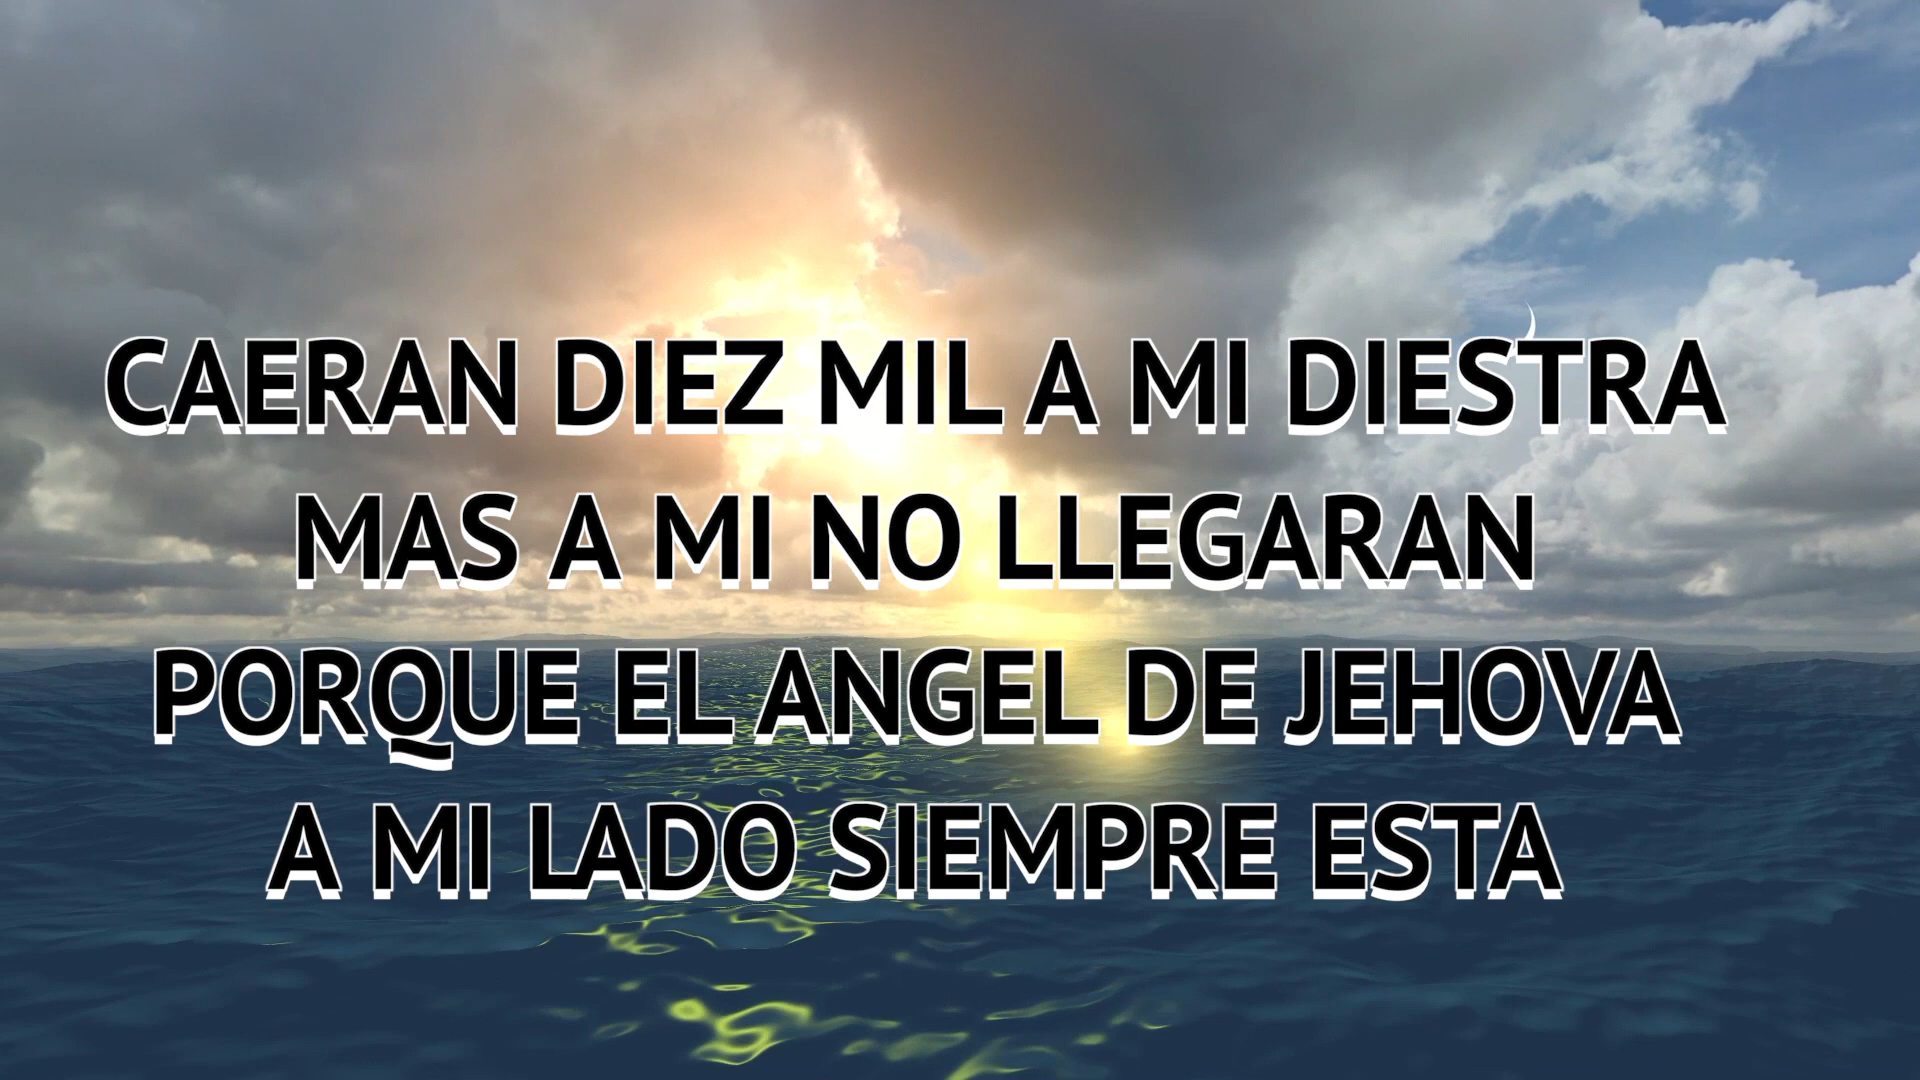 CAERAN DIEZ MIL A MI DIESTRA
MAS A MI NO LLEGARAN
PORQUE EL ANGEL DE JEHOVA
A MI LADO SIEMPRE ESTA